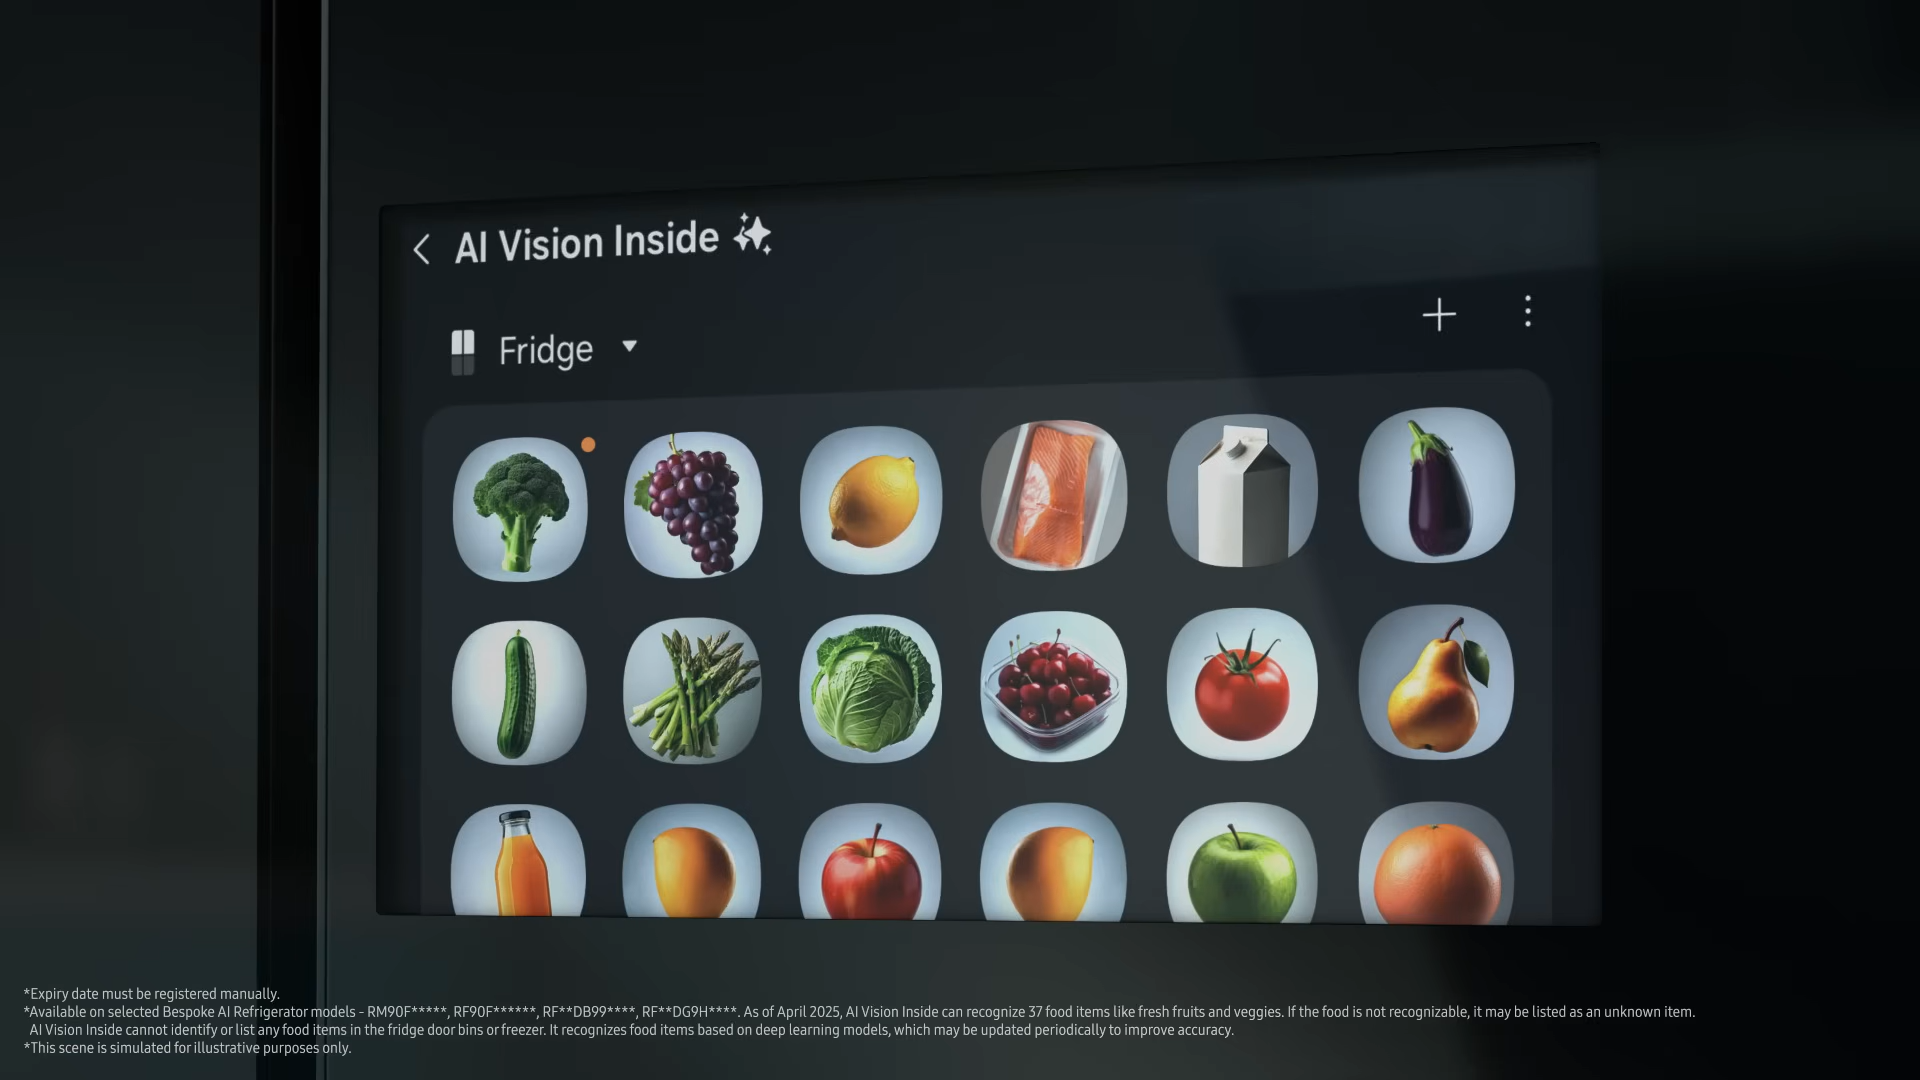 AI Vision Inside
Fridge
*Expiry date must be registered manually.
*Available on selected Bespoke AI Refrigerator models - RM90F*****, RF90F******, RF**DB99****, RF**DG9H****. As of April 2025, AI Vision Inside can recognize 37 food items like fresh fruits and veggies. If the food is not recognizable, it may be listed as an unknown item.
AI Vision Inside cannot identify or list any food items in the fridge door bins or freezer. It recognizes food items based on deep learning models, which may be updated periodically to improve accuracy.
*This scene is simulated for illustrative purposes only.